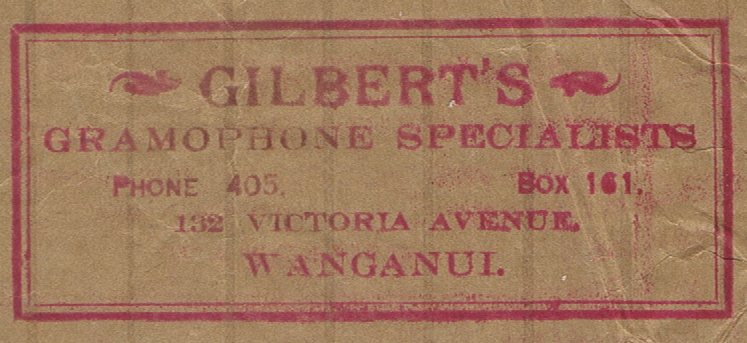 GILBERT'S
GRAMOPHONE SPECIALISTS
PHONE 405. BOX 161.
132 VICTORIA AVENUE,
WANGANUI.